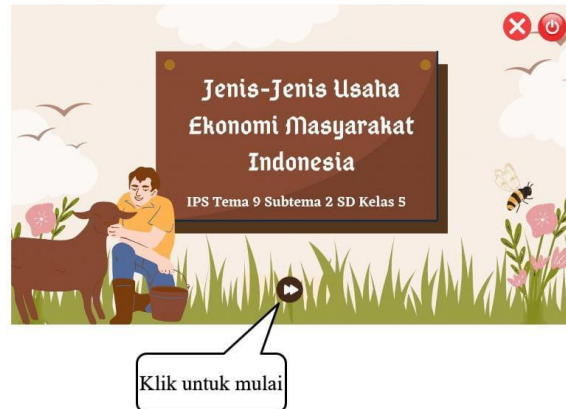 Jenis-Jenis Usaha
Ekonomi Masyarakat
Indonesia
IPS Tema 9 Subtema 2 SD Kelas 5
Klik untuk mulai